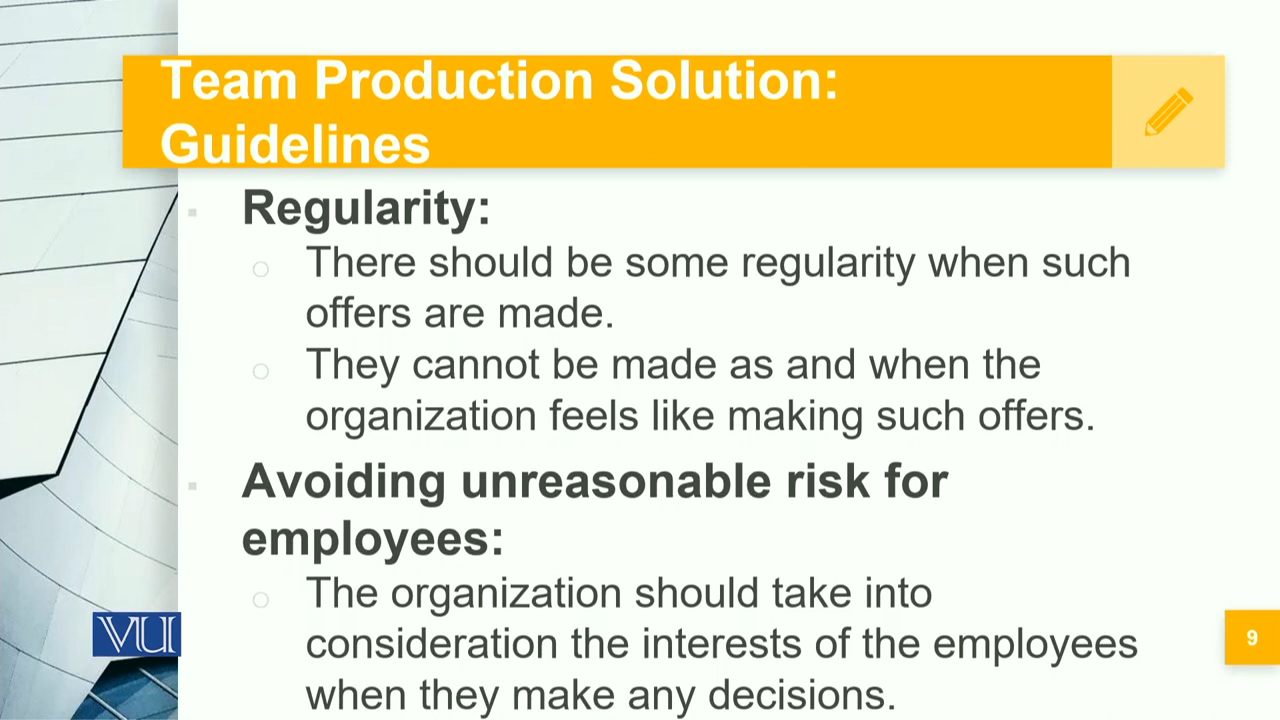 Team Production Solution:
Guidelines
Regularity:
There should be some regularity when such
offers are made.
They cannot be made as and when the
organization feels like making such offers.
Avoiding unreasonable risk for
employees:
The organization should take into
consideration the interests of the employees
when they make any decisions.
VU
9